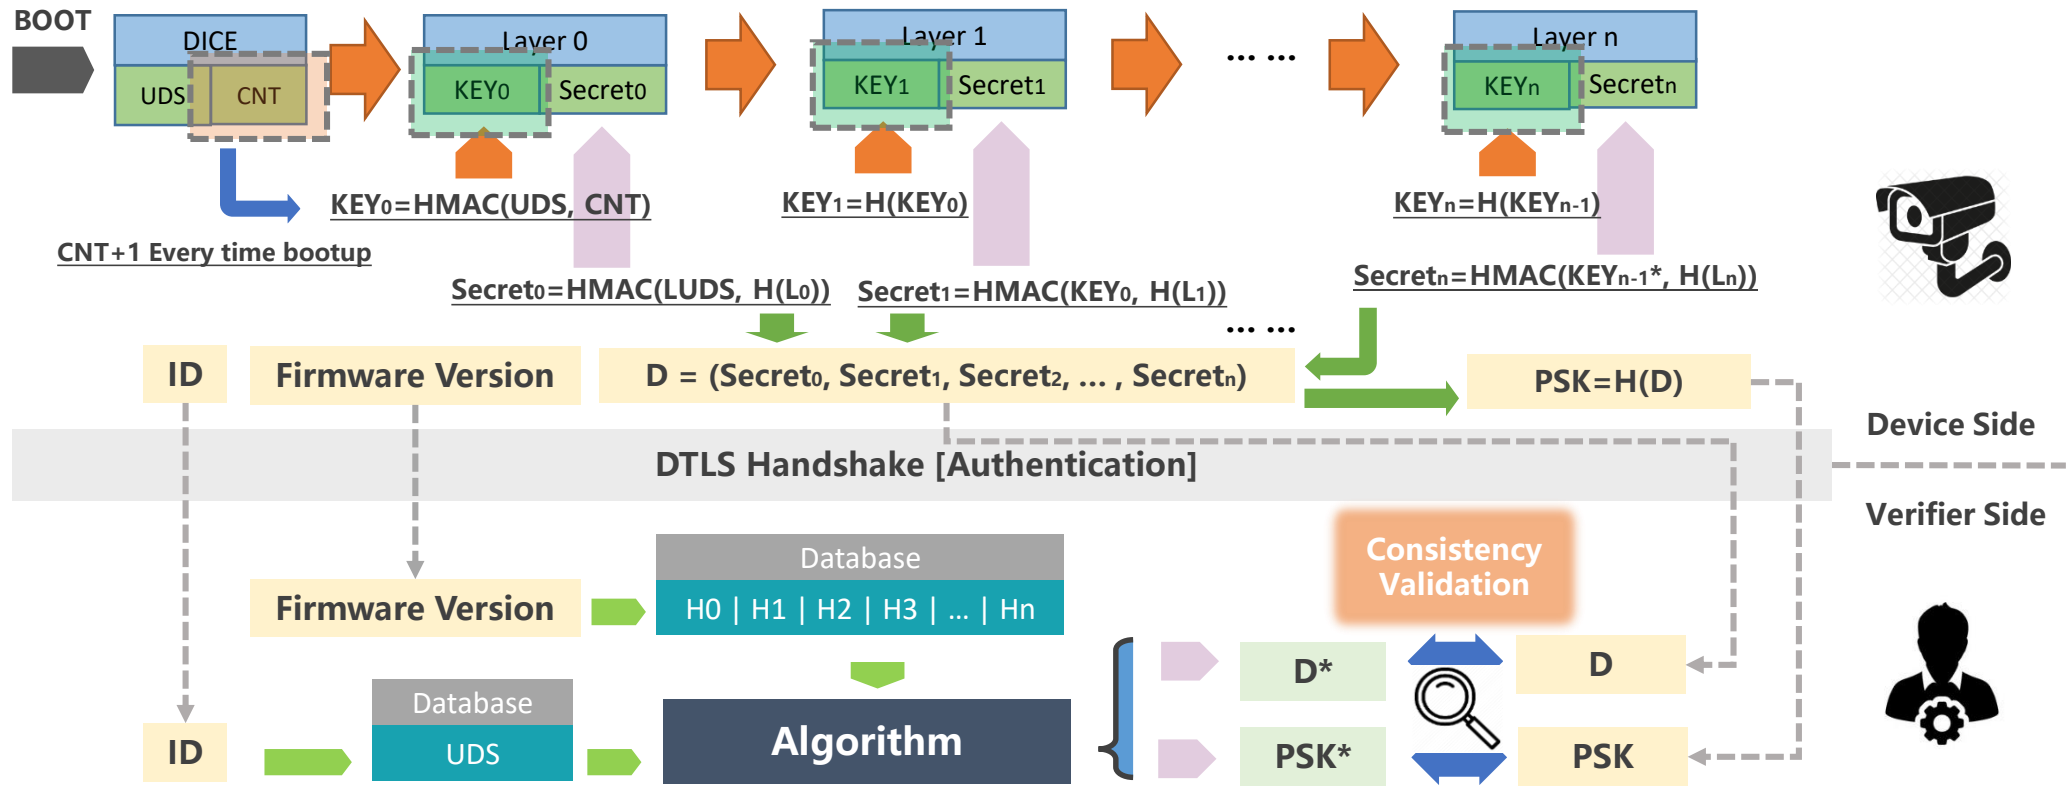 BOOT
DICE
UDS
CNT
Layer 0
KEY0
Secret0
Layer 1
KEY1
Secret1
... ...
Layer n
KEYn
Secretn
KEY0=HMAC(UDS, CNT)
KEY1=H(KEY0)
KEYn=H(KEYn-1)
CNT+1 Every time bootup
Secret0=HMAC(LUDS, H(L0))
Secret1=HMAC(KEY0, H(L1))
Secretn=HMAC(KEYn-1*, H(Ln))
... ...
ID
Firmware Version
D = (Secret0, Secret1, Secret2, ... , Secretn)
PSK=H(D)
Device Side
DTLS Handshake [Authentication]
Verifier Side
Consistency
Validation
Firmware Version
Database
H0 | H1 | H2 | H3 | ... | Hn
D*
D
ID
Database
UDS
Algorithm
PSK*
PSK